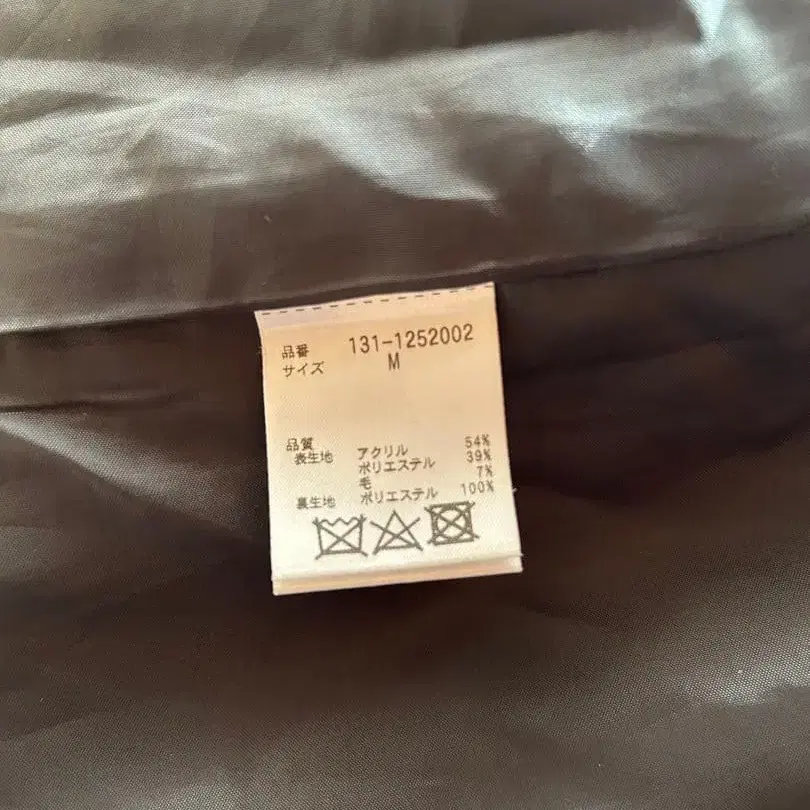 品番 131-1252002
サイズ M
品質
表生地 アクリル 54%
ポリエステル 39%
毛 7%
裏生地 ポリエステル 100%